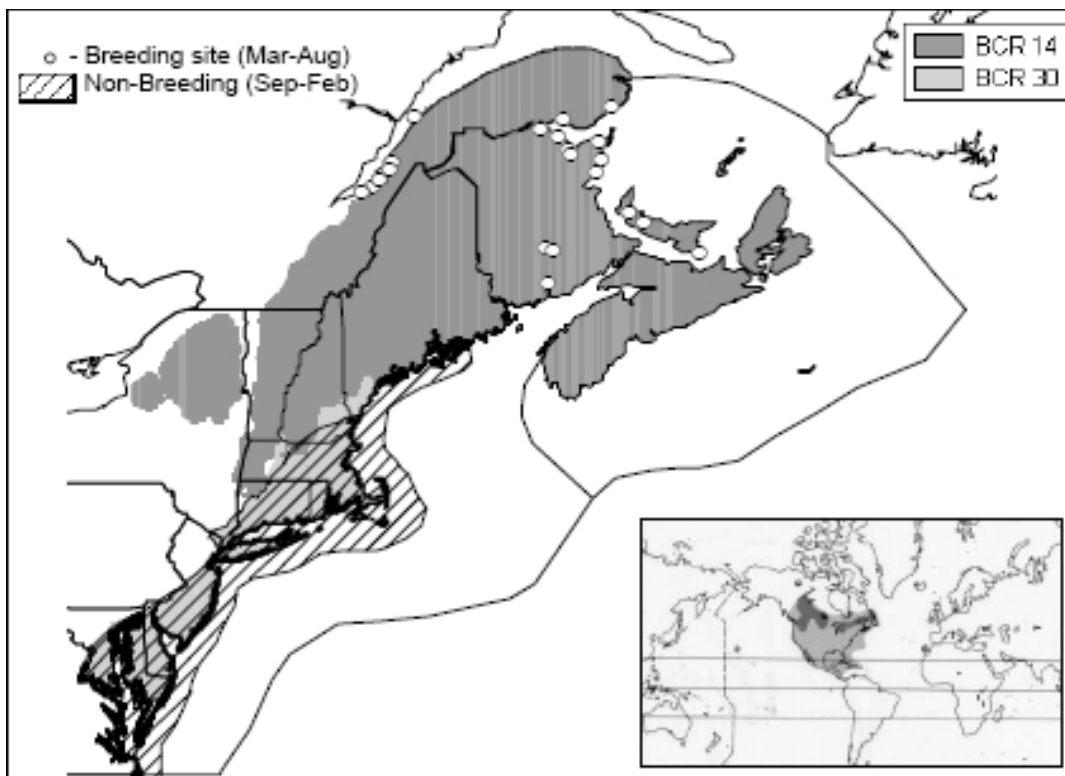 - Breeding site (Mar-Aug)
Non-Breeding (Sep-Feb)
BCR 14
BCR 30